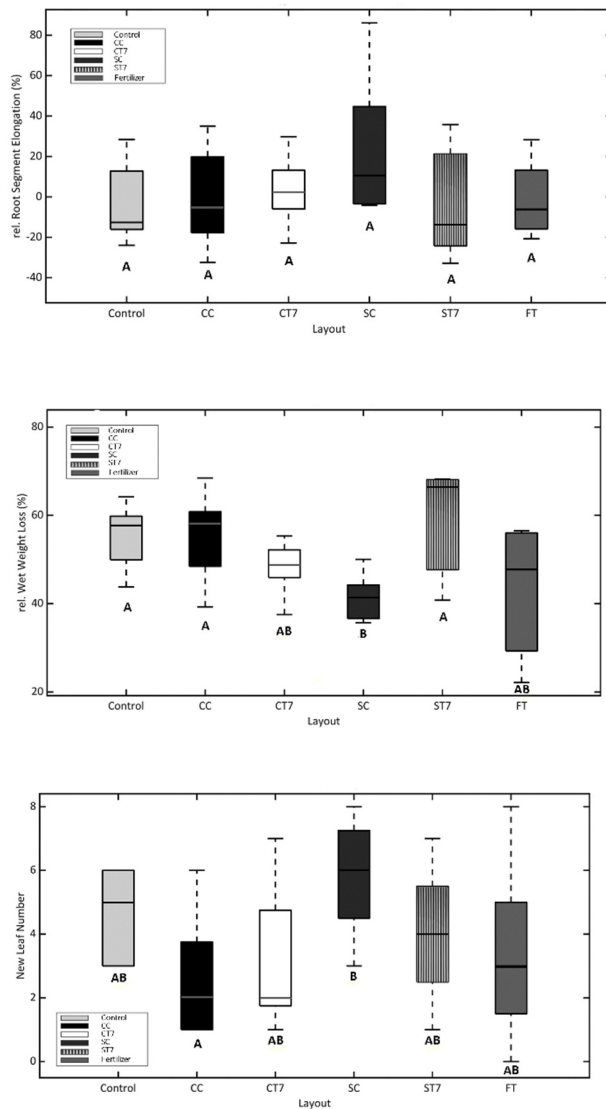 80
60
40
20
0
-20
-40
rel. Root Segment Elongation (%)
Control
CC
CT7
SC
ST7
Fertilizer
A A A A A A
Control CC CT7 SC ST7 FT
Layout
80
60
40
20
rel. Wet Weight Loss (%)
Control
CC
CT7
SC
ST7
Fertilizer
A A AB B A AB
Control CC CT7 SC ST7 FT
Layout
8
6
4
2
0
New Leaf Number
Control
CC
CT7
SC
ST7
Fertilizer
AB A AB B AB AB
Control CC CT7 SC ST7 FT
Layout